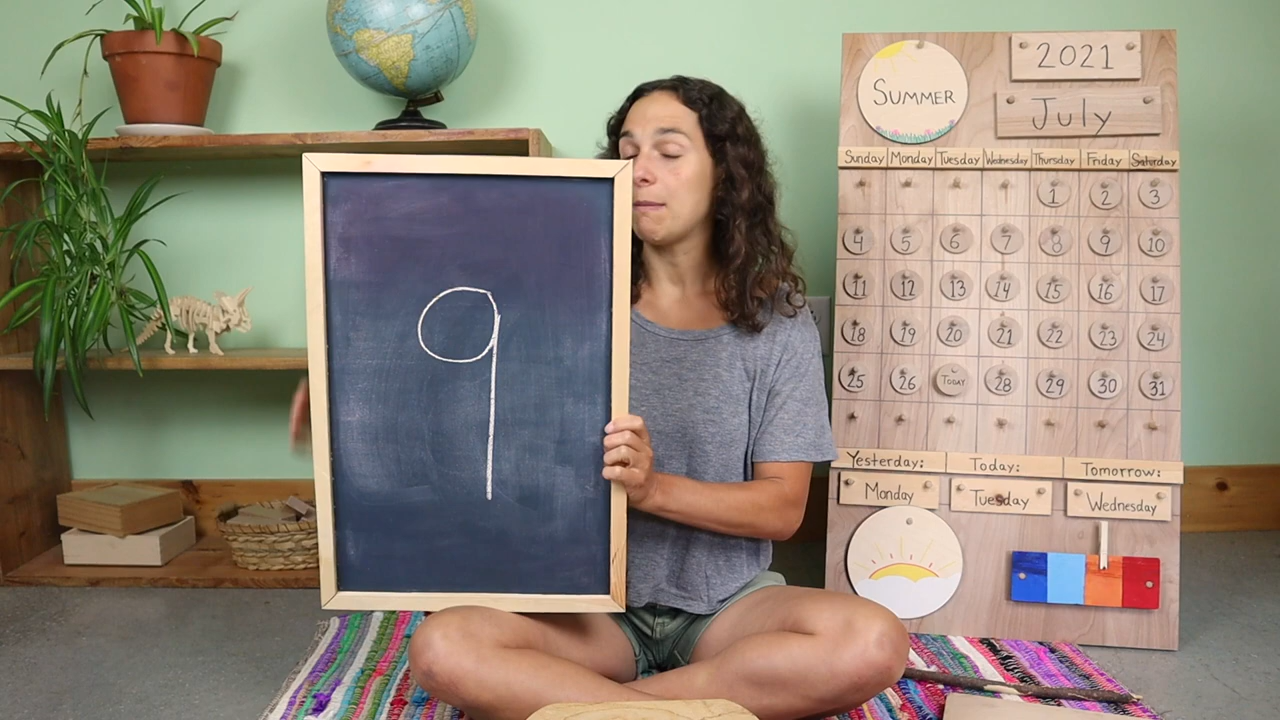 9
SUMMER
2021
July
Sunday Monday Tuesday Wednesday Thursday Friday Saturday
1 2 3
4 5 6 7 8 9 10
11 12 13 14 15 16 17
18 19 20 21 22 23 24
25 26 TODAY 28 29 30 31
Yesterday: Today: Tomorrow:
Monday Tuesday Wednesday